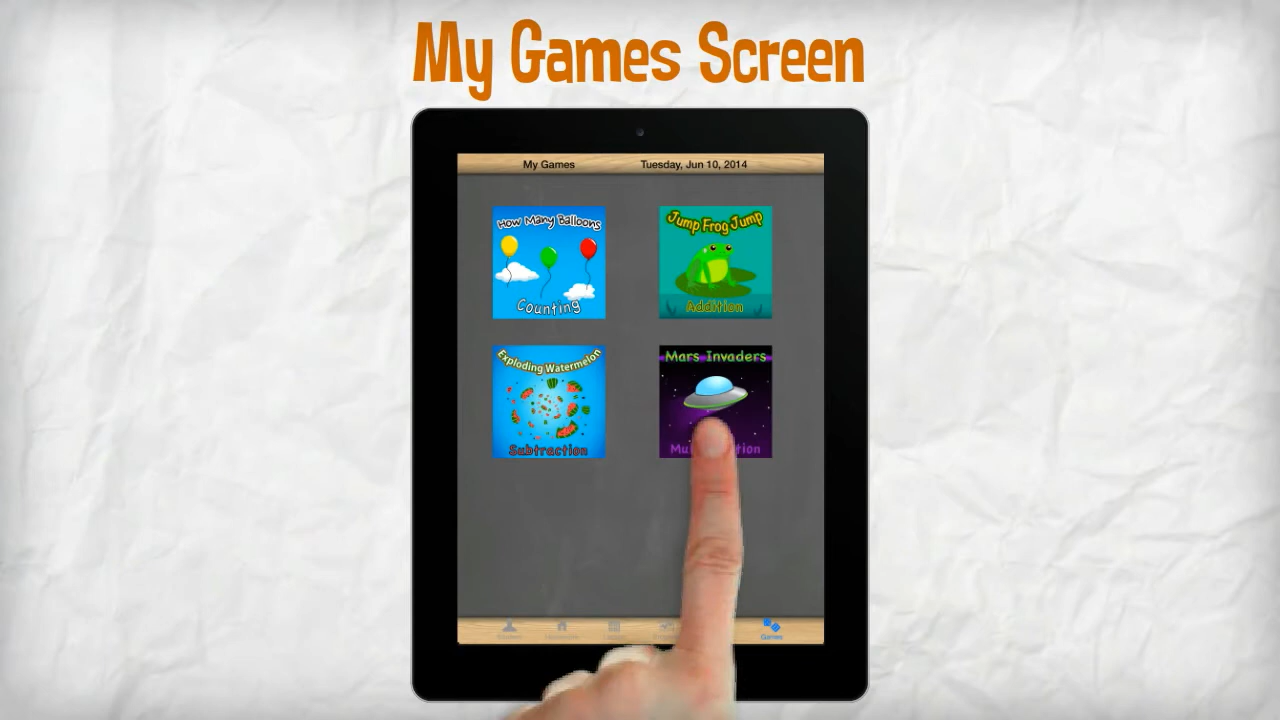 My Games Screen
My Games Tuesday, Jun 10, 2014
How Many Balloons
Counting
Jump Frog Jump
Addition
Exploding Watermelon
Subtraction
Mars Invaders
Games